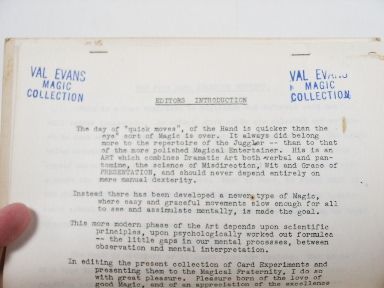 VAL EVANS
MAGIC
COLLECTION
VAL EVANS
MAGIC
COLLECTION
EDITORS INTRODUCTION
The day of "quick moves", of the Hand is quicker than the
eye" sort of Magic is over. It always did belong
more to the repertoire of the Juggler -- than to that
of the more polished Magical Entertainer. His is an
ART which combines Dramatic Art both verbal and pan-
tomine, the science of Misdirection, Wit and Grace of
PRESENTATION, and should never depend entirely on
mere manual dexterity.
Instead there has been developed a newer type of Magic,
where easy and graceful movements slow enough for all
to see and assimilate mentally, is made the goal.
This more modern phase of the Art depends upon scientific
principles, upon psychologically worked out formulea
-- the little gaps in our mental processes, between
observation and mental interpretation.
In editing the present collection of Card Experiments and
presenting them to the Magical Fraternity, I do so
with great pleasure. Pleasure born of the love of
good Magic, and of an appreciation of the excellence